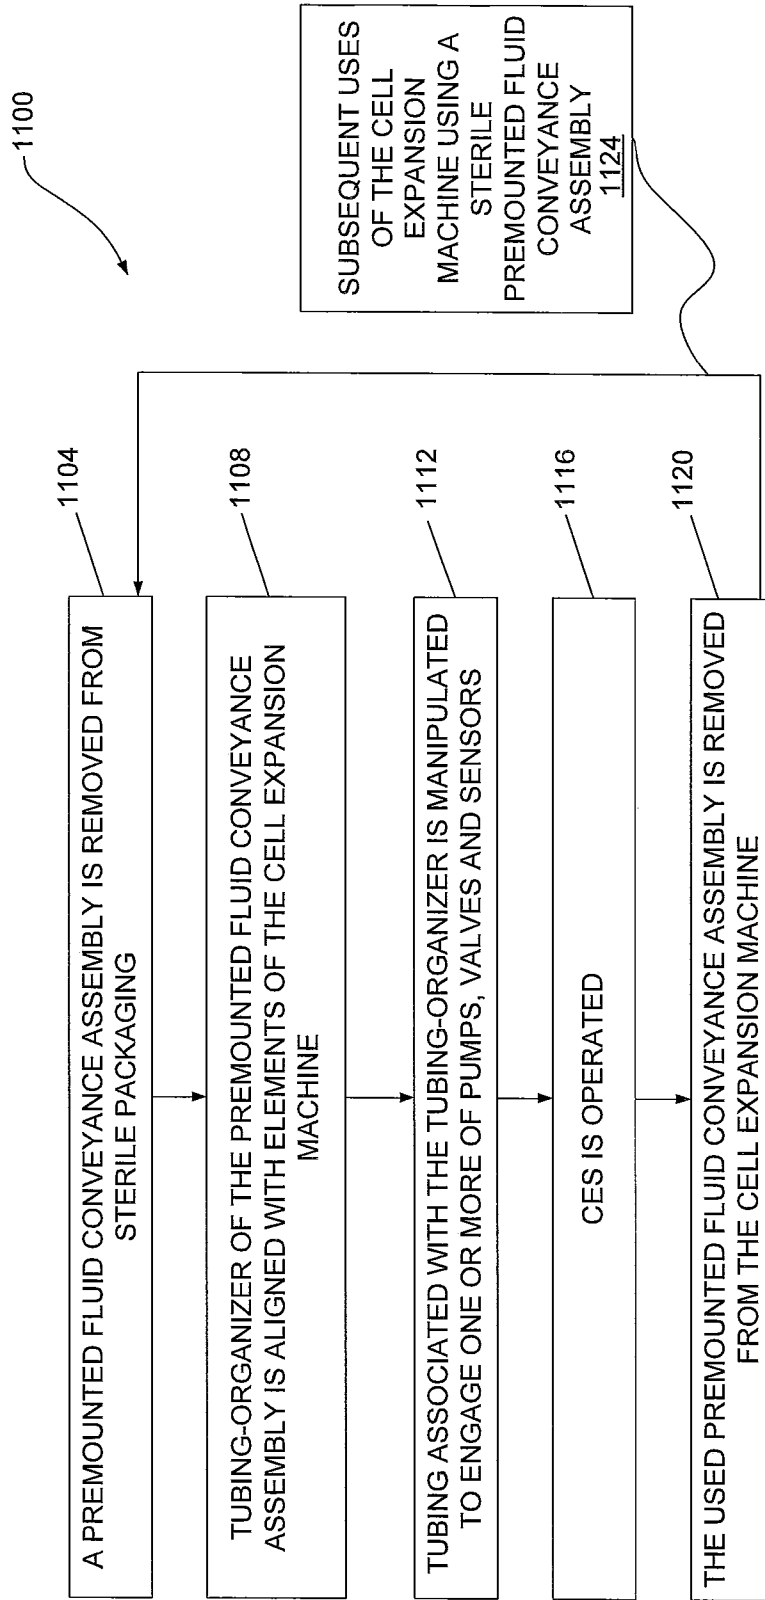 1100
1104
A PREMOUNTED FLUID CONVEYANCE ASSEMBLY IS REMOVED FROM
STERILE PACKAGING
1108
TUBING-ORGANIZER OF THE PREMOUNTED FLUID CONVEYANCE
ASSEMBLY IS ALIGNED WITH ELEMENTS OF THE CELL EXPANSION
MACHINE
1112
TUBING ASSOCIATED WITH THE TUBING-ORGANIZER IS MANIPULATED
TO ENGAGE ONE OR MORE OF PUMPS, VALVES AND SENSORS
1116
CES IS OPERATED
1120
THE USED PREMOUNTED FLUID CONVEYANCE ASSEMBLY IS REMOVED
FROM THE CELL EXPANSION MACHINE
SUBSEQUENT USES
OF THE CELL
EXPANSION
MACHINE USING A
STERILE
PREMOUNTED FLUID
CONVEYANCE
ASSEMBLY
1124